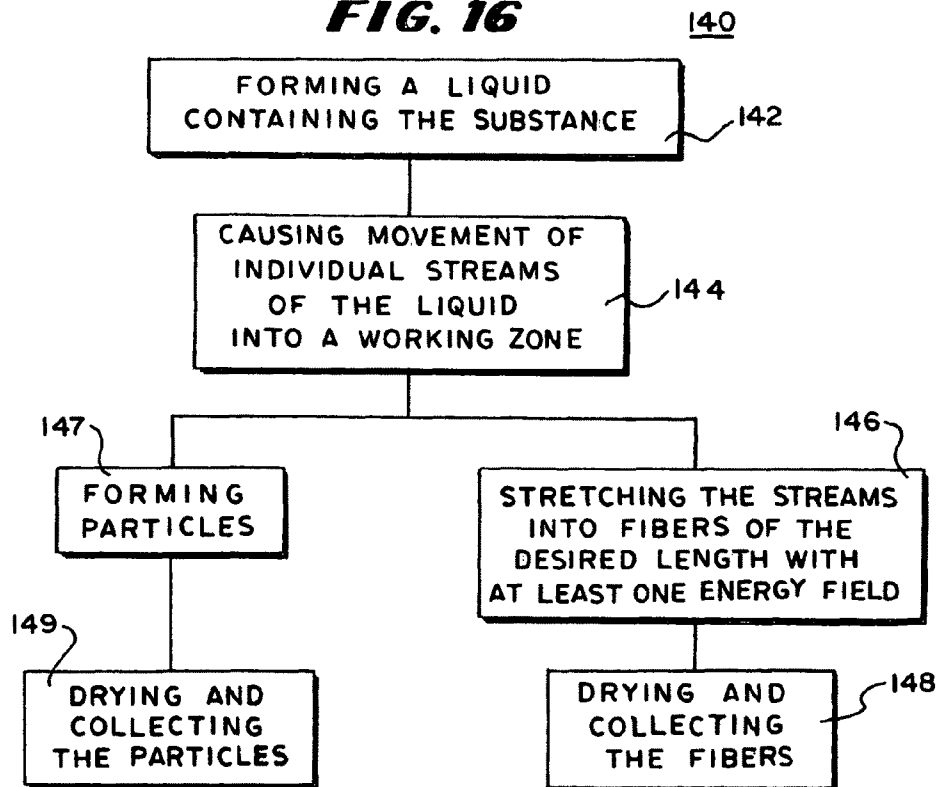 FIG. 16
140
FORMING A LIQUID
CONTAINING THE SUBSTANCE
142
CAUSING MOVEMENT OF
INDIVIDUAL STREAMS
OF THE LIQUID
INTO A WORKING ZONE
144
147
FORMING
PARTICLES
146
STRETCHING THE STREAMS
INTO FIBERS OF THE
DESIRED LENGTH WITH
AT LEAST ONE ENERGY FIELD
149
DRYING AND
COLLECTING
THE PARTICLES
DRYING AND
COLLECTING
THE FIBERS
148